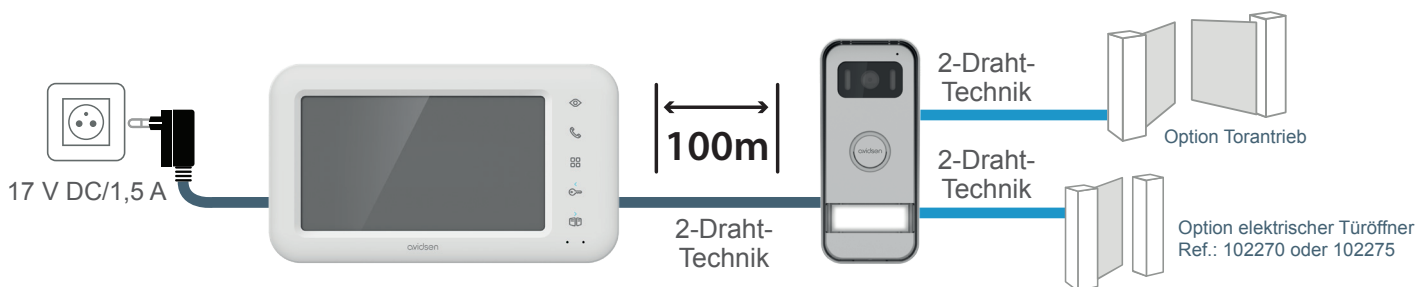 17 V DC/1,5 A
avidsen
100m
2-Draht-
Technik
avidsen
2-Draht-
Technik
Option Torantrieb
2-Draht-
Technik
Option elektrischer Türöffner
Ref.: 102270 oder 102275